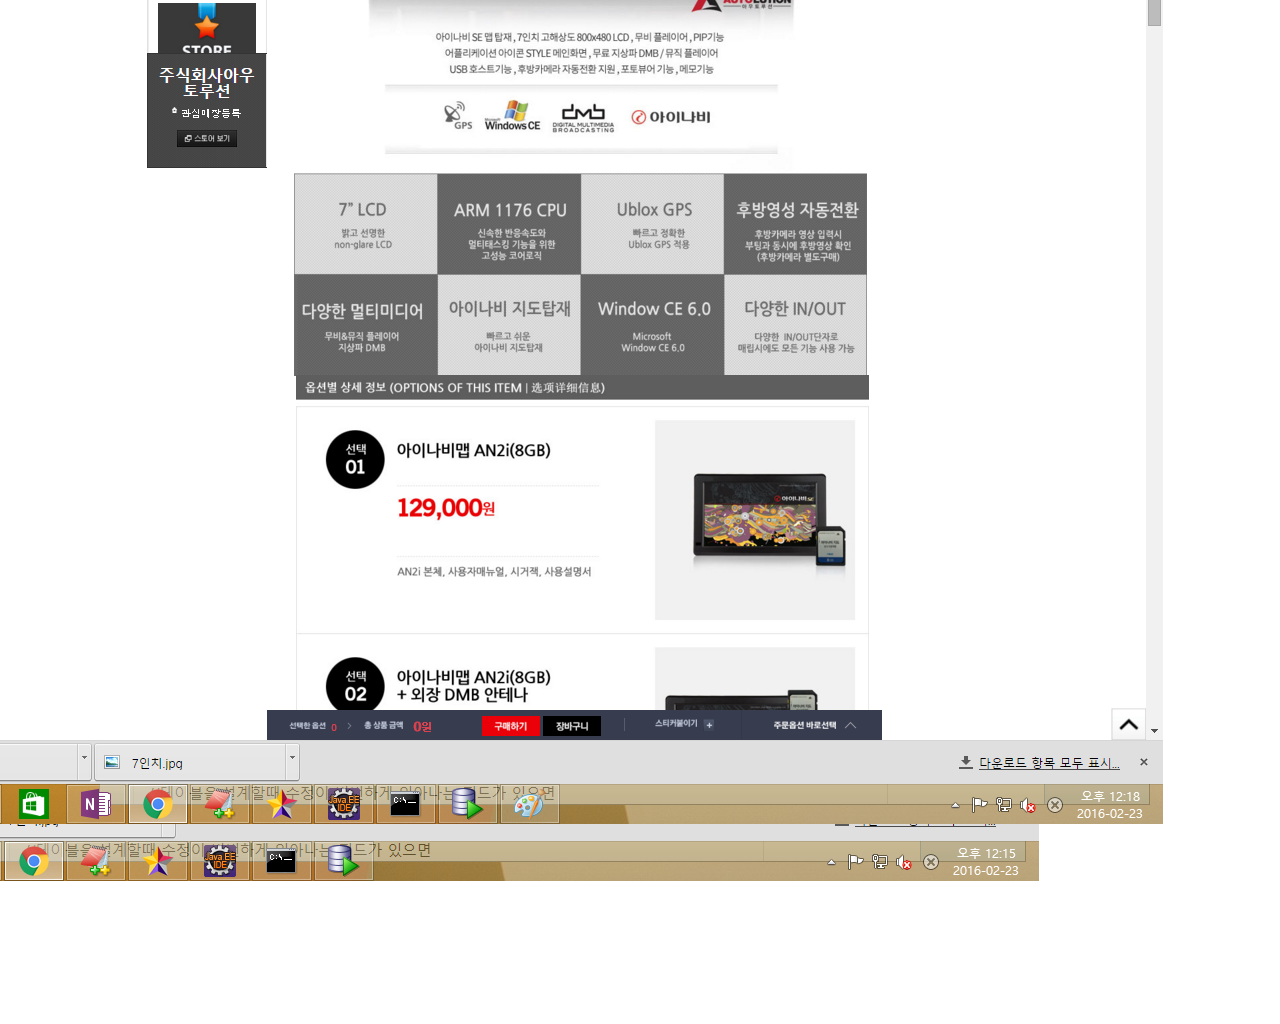 STORE
주식회사아우
토루션
관심매장등록
스토어 보기
AUTOLUTION
아우토루션
아이나비 SE 맵 탑재 , 7인치 고해상도 800x480 LCD , 무비 플레이어 , PIP기능
어플리케이션 아이콘 STYLE 메인화면 , 무료 지상파 DMB / 뮤직 플레이어
USB 호스트기능 , 후방카메라 자동전환 지원 , 포토뷰어 기능 , 메모기능
GPS
Microsoft
Windows CE
dmb
DIGITAL MULTIMEDIA
BROADCASTING
아이나비
7” LCD
밝고 선명한
non-glare LCD
ARM 1176 CPU
신속한 반응속도와
멀티태스킹 기능을 위한
고성능 코어로직
Ublox GPS
빠르고 정확한
Ublox GPS 적용
후방영성 자동전환
후방카메라 영상 입력시
부팅과 동시에 후방영상 확인
(후방카메라 별도구매)
다양한 멀티미디어
무비&뮤직 플레이어
지상파 DMB
아이나비 지도탑재
빠르고 쉬운
아이나비 지도탑재
Window CE 6.0
Microsoft
Window CE 6.0
다양한 IN/OUT
다양한 IN/OUT단자로
매립시에도 모든 기능 사용 가능
옵션별 상세 정보 (OPTIONS OF THIS ITEM | 选项详细信息)
선택
01
아이나비맵 AN2i(8GB)
129,000원
AN2i 본체, 사용자매뉴얼, 시거잭, 사용설명서
아이나비SE
선택
02
아이나비맵 AN2i(8GB)
+ 외장 DMB 안테나
선택한 옵션 0
총 상품 금액 0원
구매하기
장바구니
스티커붙이기 +
주문옵션 바로선택
7인치.jpg
다운로드 항목 모두 표시...
오후 12:18
2016-02-23
Java EE
IDE
C:\
오후 12:15
2016-02-23
Java EE
IDE